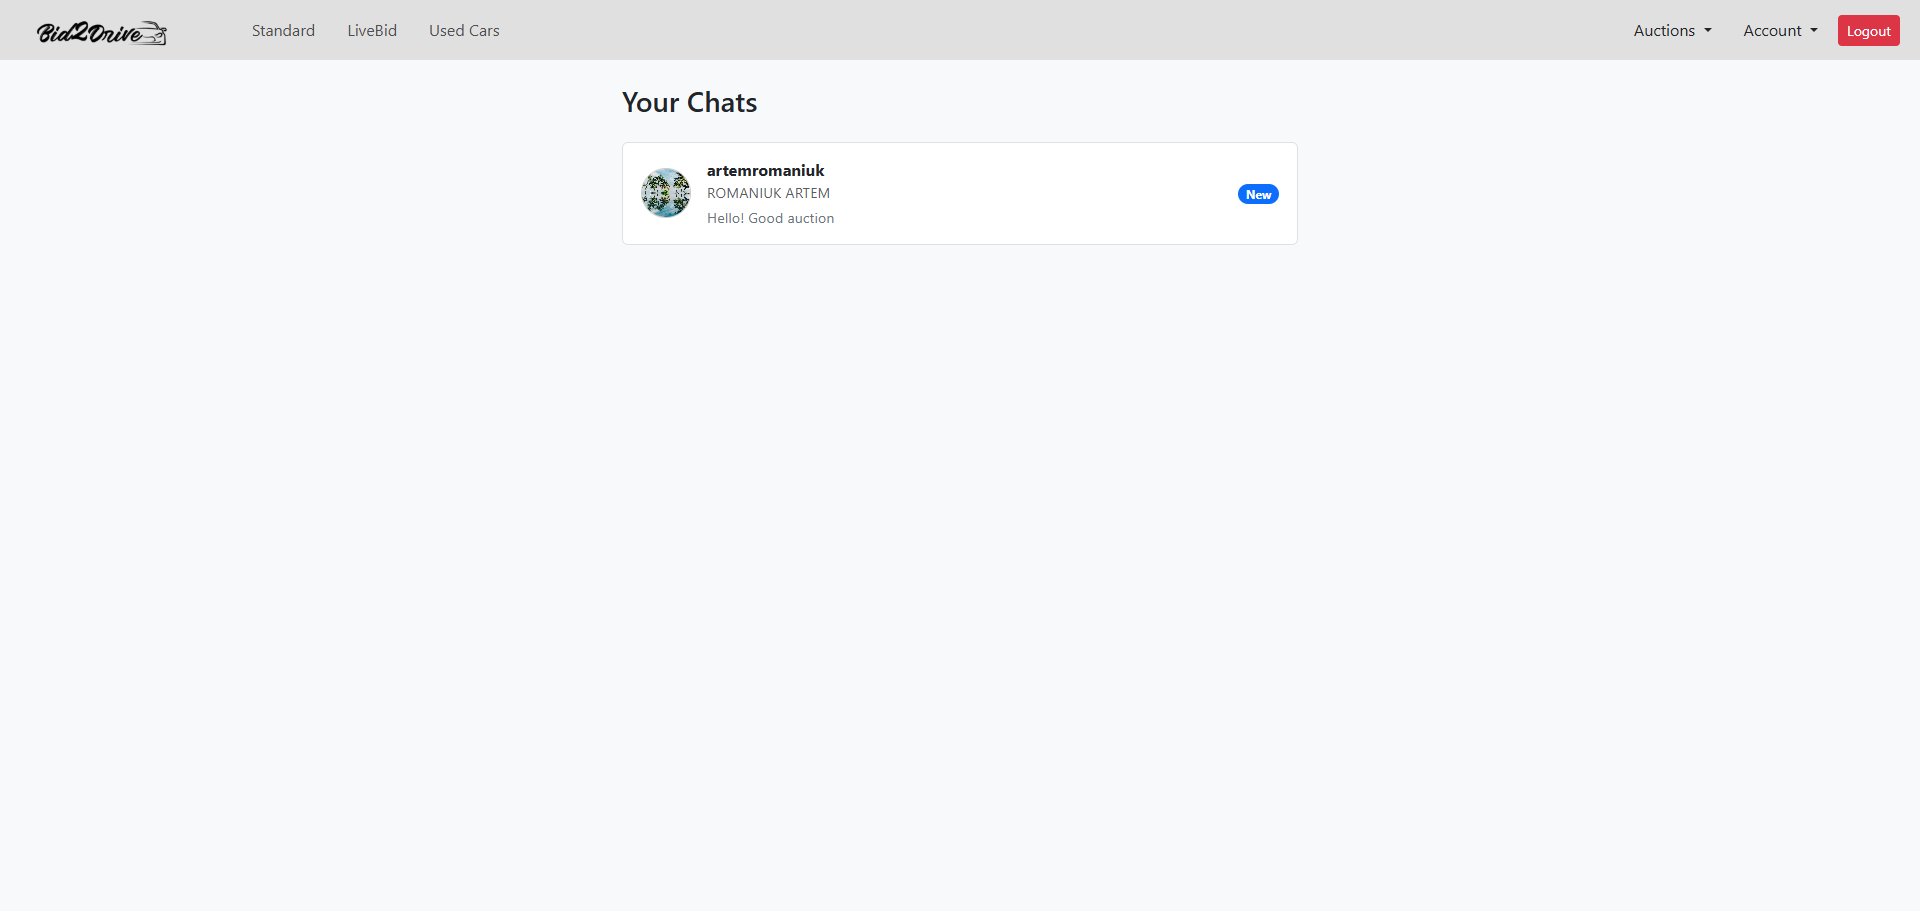 Bid2Drive
Standard
LiveBid
Used Cars
Auctions
Account
Logout
Your Chats
artemromaniuk
ROMANIUK ARTEM
Hello! Good auction
New